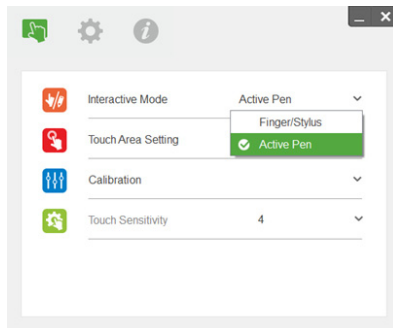 Interactive Mode Active Pen
Finger/Stylus
Touch Area Setting
Active Pen
Calibration
Touch Sensitivity 4